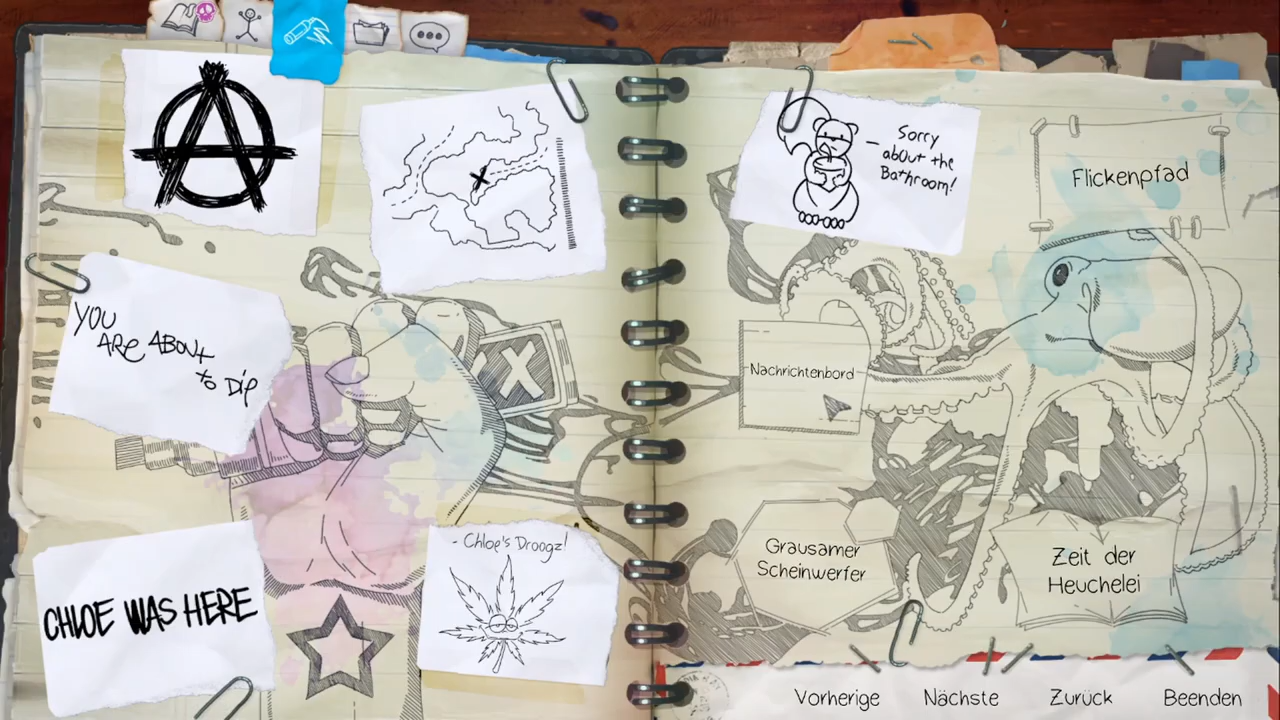 YOU
ARE ABOUT
to Dip
CHLOE WAS HERE
- Chloe's Droogz!
Sorry
about the
Bathroom!
Flickenpfad
Nachrichtenbord
Grausamer
Scheinwerfer
Zeit der
Heuchelei
Vorherige Nächste Zurück Beenden